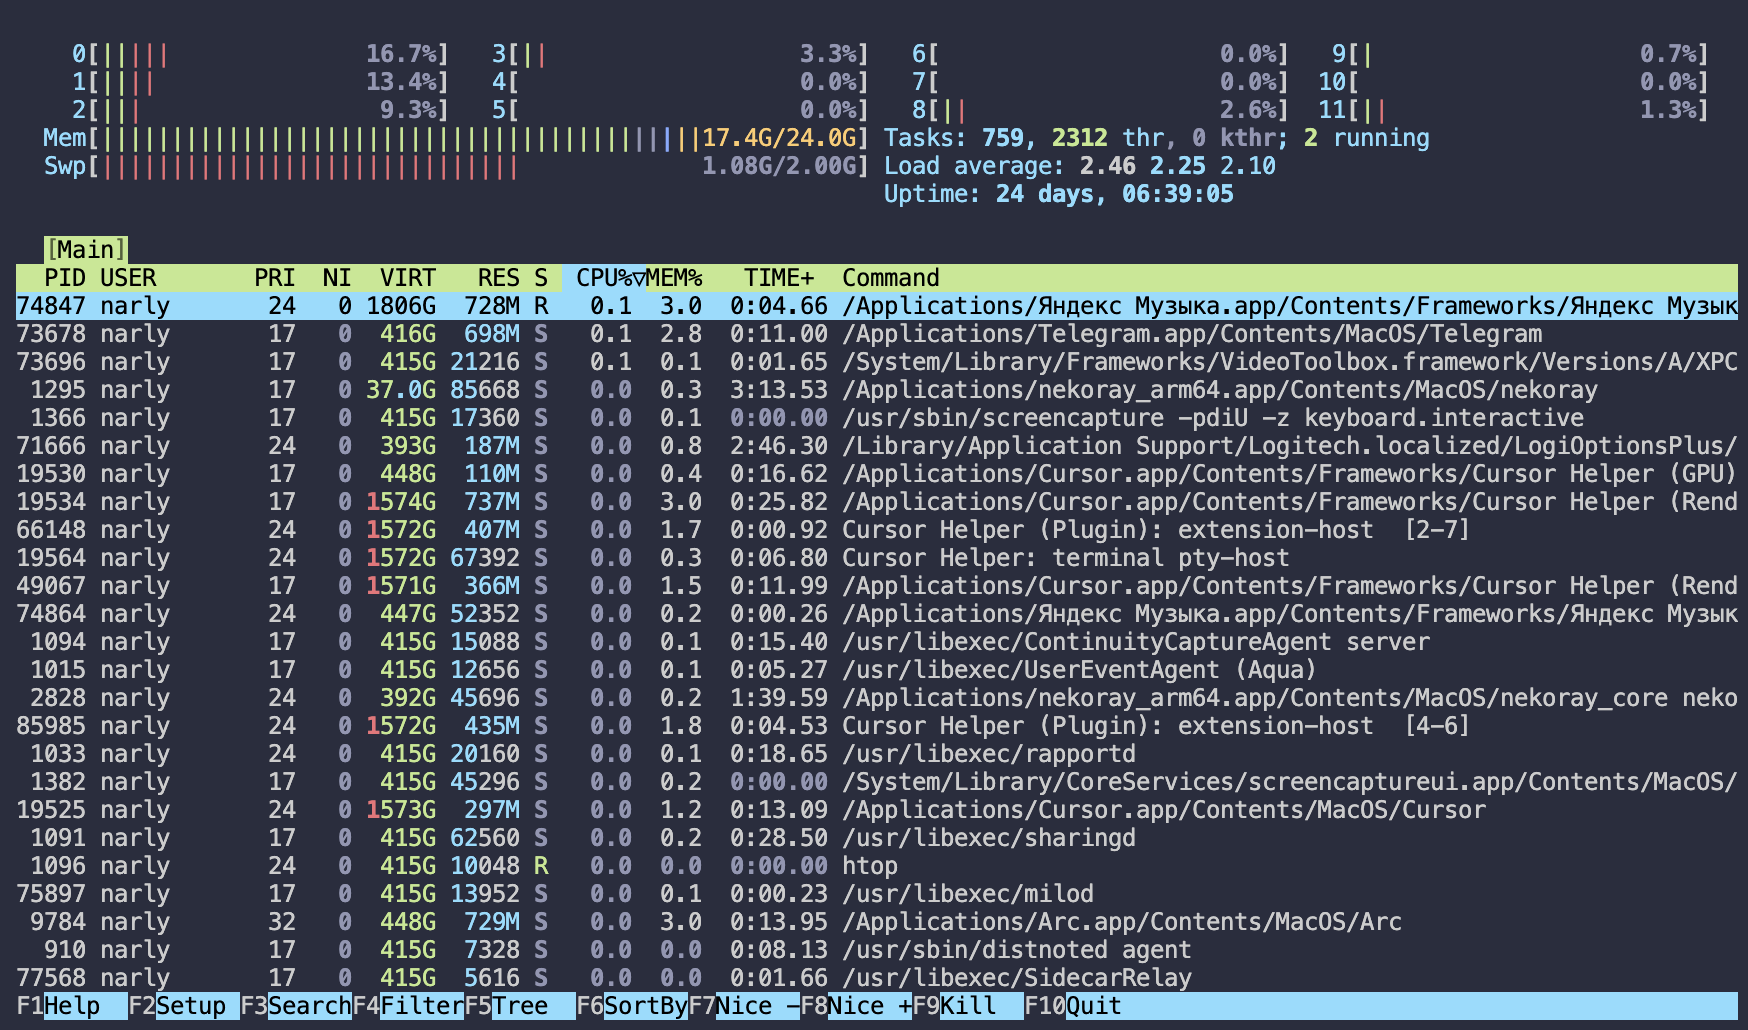 0[||||| 16.7%] 3[|| 3.3%] 6[ 0.0%] 9[| 0.7%]
1[|||| 13.4%] 4[ 0.0%] 7[ 0.0%] 10[ 0.0%]
2[||| 9.3%] 5[ 0.0%] 8[|| 2.6%] 11[|| 1.3%]
Mem[|||||||||||||||||||||||||||||||||||||||||||17.4G/24.0G] Tasks: 759, 2312 thr, 0 kthr; 2 running
Swp[|||||||||||||||||||||||||||||| 1.08G/2.00G] Load average: 2.46 2.25 2.10
Uptime: 24 days, 06:39:05
[Main]
PID USER PRI NI VIRT RES S CPU%▽MEM% TIME+ Command
74847 narly 24 0 1806G 728M R 0.1 3.0 0:04.66 /Applications/Яндекс Музыка.app/Contents/Frameworks/Яндекс Музык
73678 narly 17 0 416G 698M S 0.1 2.8 0:11.00 /Applications/Telegram.app/Contents/MacOS/Telegram
73696 narly 17 0 415G 21216 S 0.1 0.1 0:01.65 /System/Library/Frameworks/VideoToolbox.framework/Versions/A/XPC
1295 narly 17 0 37.0G 85668 S 0.0 0.3 3:13.53 /Applications/nekoray_arm64.app/Contents/MacOS/nekoray
1366 narly 17 0 415G 17360 S 0.0 0.1 0:00.00 /usr/sbin/screencapture -pdiU -z keyboard.interactive
71666 narly 24 0 393G 187M S 0.0 0.8 2:46.30 /Library/Application Support/Logitech.localized/LogiOptionsPlus/
19530 narly 17 0 448G 110M S 0.0 0.4 0:16.62 /Applications/Cursor.app/Contents/Frameworks/Cursor Helper (GPU)
19534 narly 17 0 1574G 737M S 0.0 3.0 0:25.82 /Applications/Cursor.app/Contents/Frameworks/Cursor Helper (Rend
66148 narly 24 0 1572G 407M S 0.0 1.7 0:00.92 Cursor Helper (Plugin): extension-host [2-7]
19564 narly 24 0 1572G 67392 S 0.0 0.3 0:06.80 Cursor Helper: terminal pty-host
49067 narly 17 0 1571G 366M S 0.0 1.5 0:11.99 /Applications/Cursor.app/Contents/Frameworks/Cursor Helper (Rend
74864 narly 24 0 447G 52352 S 0.0 0.2 0:00.26 /Applications/Яндекс Музыка.app/Contents/Frameworks/Яндекс Музык
1094 narly 17 0 415G 15088 S 0.0 0.1 0:15.40 /usr/libexec/ContinuityCaptureAgent server
1015 narly 17 0 415G 12656 S 0.0 0.1 0:05.27 /usr/libexec/UserEventAgent (Aqua)
2828 narly 24 0 392G 45696 S 0.0 0.2 1:39.59 /Applications/nekoray_arm64.app/Contents/MacOS/nekoray_core neko
85985 narly 24 0 1572G 435M S 0.0 1.8 0:04.53 Cursor Helper (Plugin): extension-host [4-6]
1033 narly 24 0 415G 20160 S 0.0 0.1 0:18.65 /usr/libexec/rapportd
1382 narly 17 0 415G 45296 S 0.0 0.2 0:00.00 /System/Library/CoreServices/screencaptureui.app/Contents/MacOS/
19525 narly 24 0 1573G 297M S 0.0 1.2 0:13.09 /Applications/Cursor.app/Contents/MacOS/Cursor
1091 narly 17 0 415G 62560 S 0.0 0.2 0:28.50 /usr/libexec/sharingd
1096 narly 24 0 415G 10048 R 0.0 0.0 0:00.00 htop
75897 narly 17 0 415G 13952 S 0.0 0.1 0:00.23 /usr/libexec/milod
9784 narly 32 0 448G 729M S 0.0 3.0 0:13.95 /Applications/Arc.app/Contents/MacOS/Arc
910 narly 17 0 415G 7328 S 0.0 0.0 0:08.13 /usr/sbin/distnoted agent
77568 narly 17 0 415G 5616 S 0.0 0.0 0:01.66 /usr/libexec/SidecarRelay
F1Help F2Setup F3SearchF4FilterF5Tree F6SortByF7Nice -F8Nice +F9Kill F10Quit